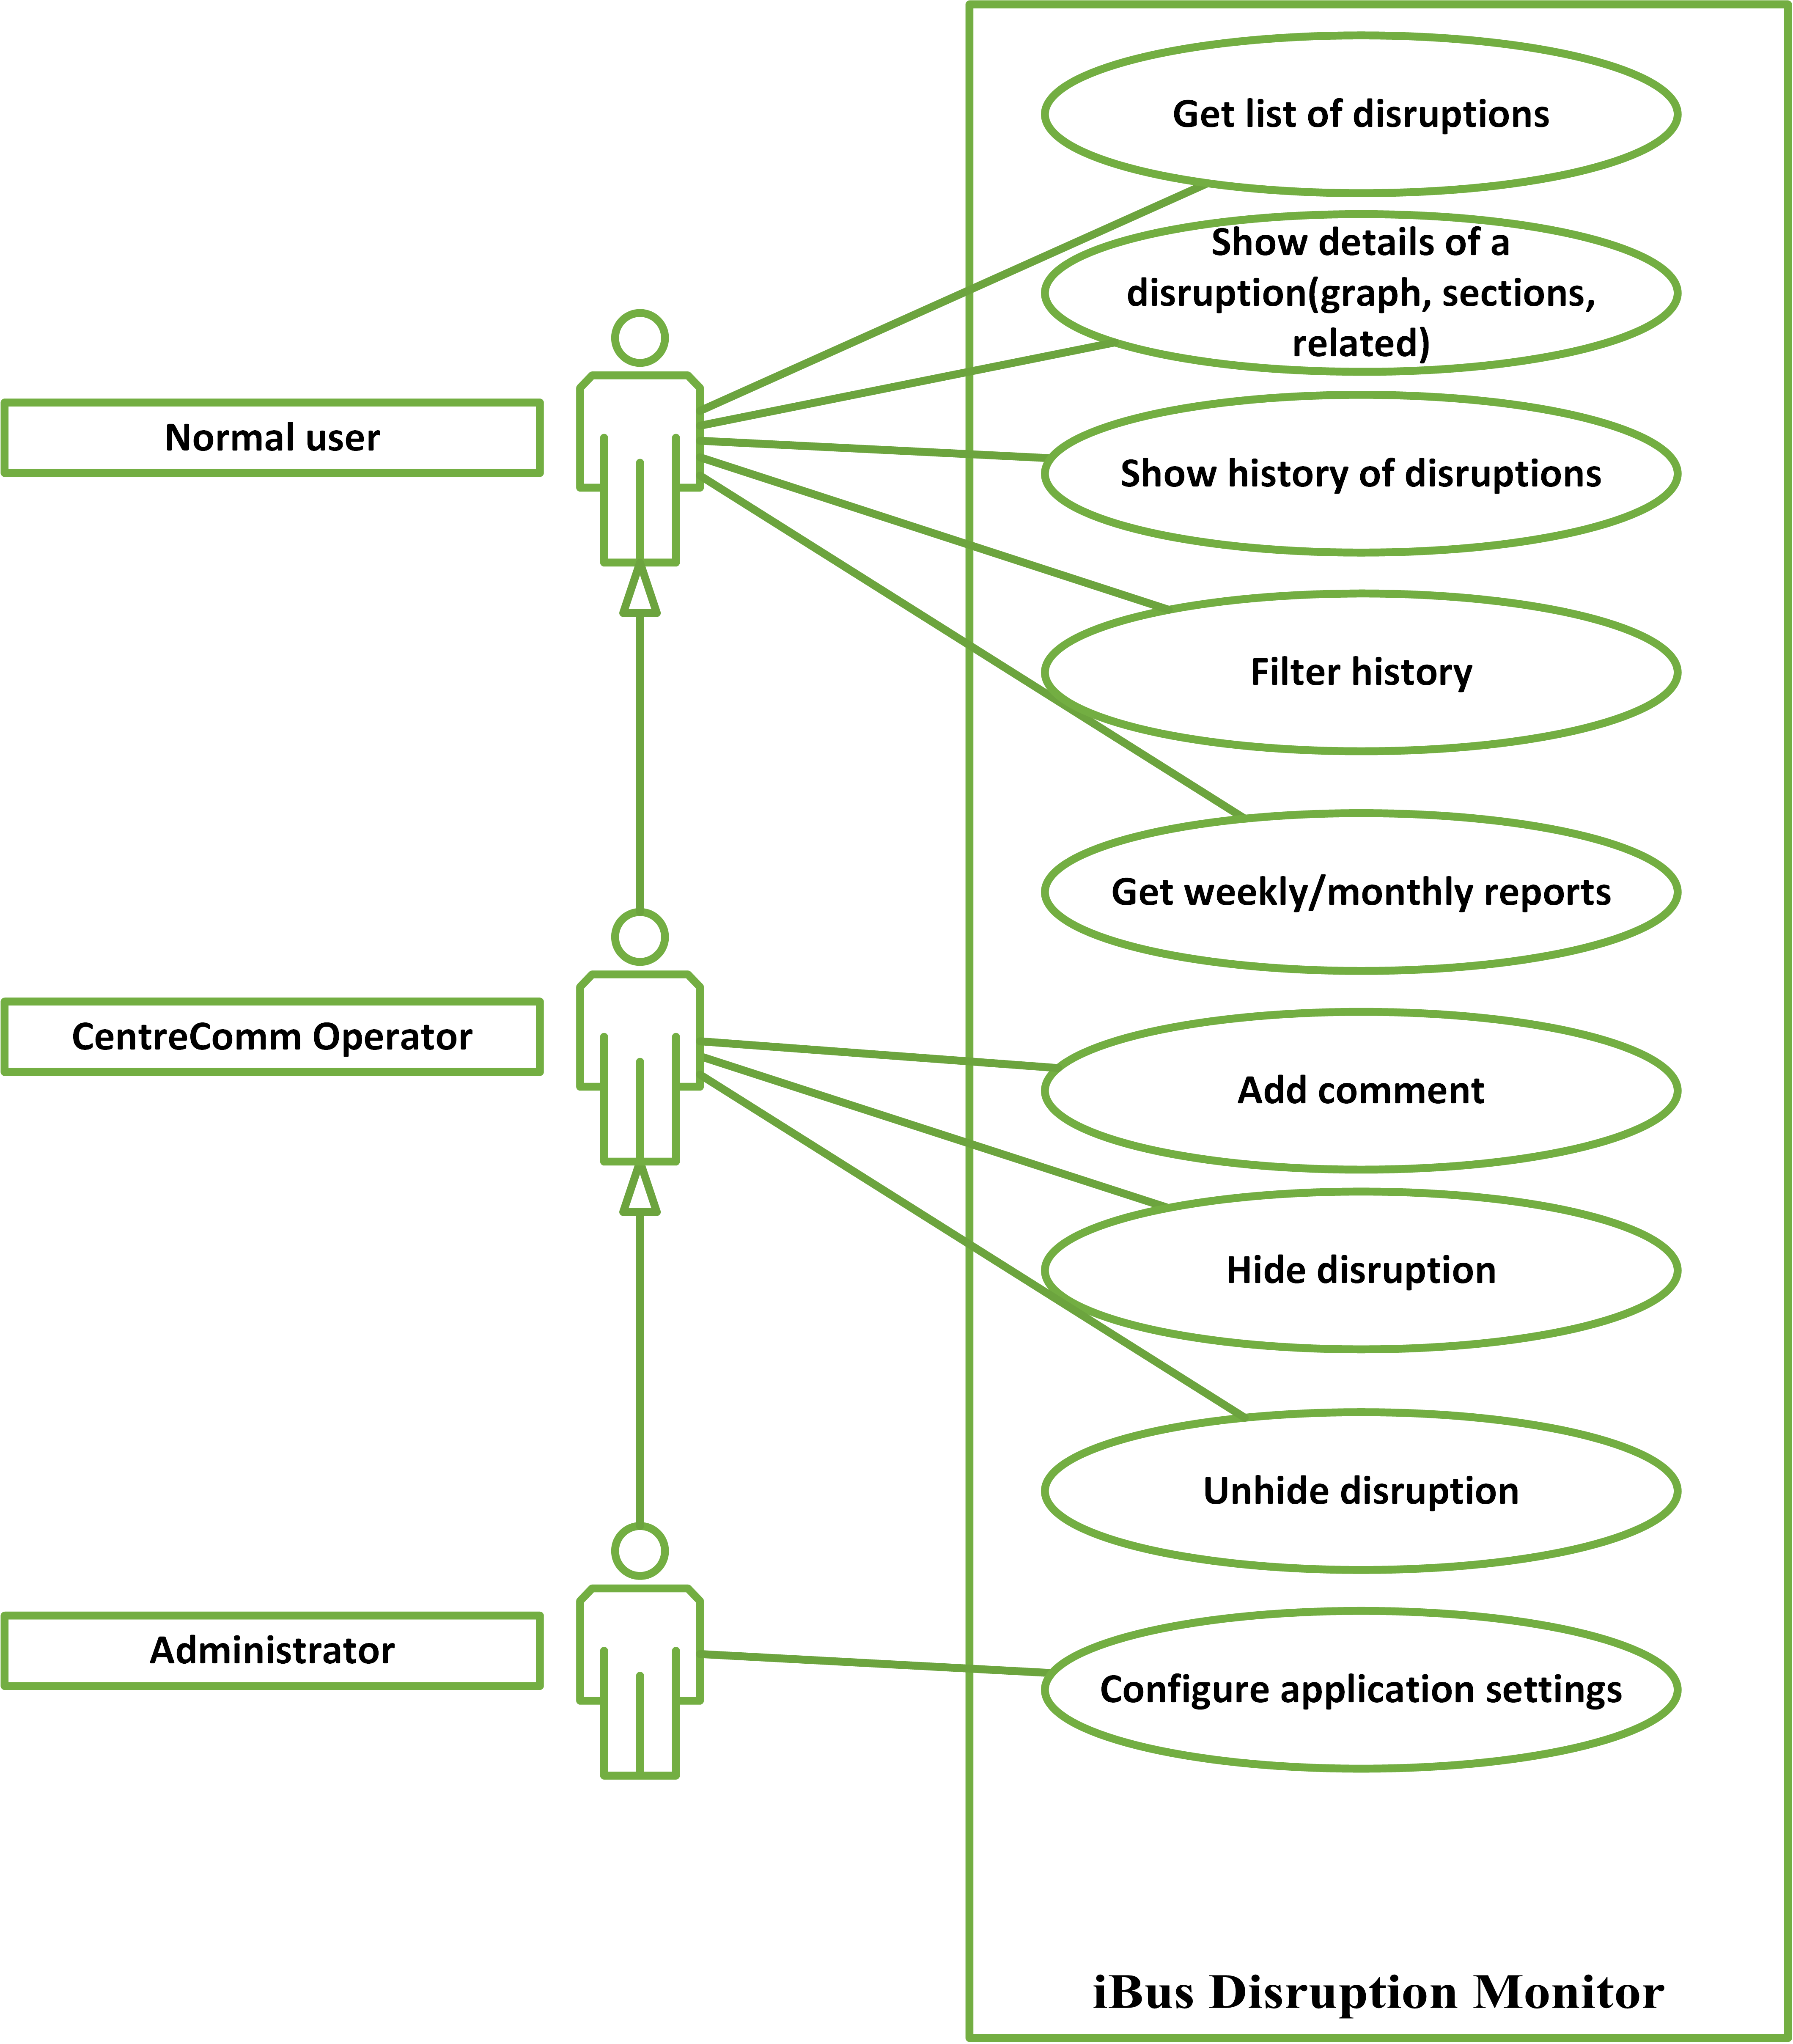 Get list of disruptions
Show details of a
disruption(graph, sections,
related)
Normal user
Show history of disruptions
Filter history
Get weekly/monthly reports
CentreComm Operator
Add comment
Hide disruption
Unhide disruption
Administrator
Configure application settings
iBus Disruption Monitor